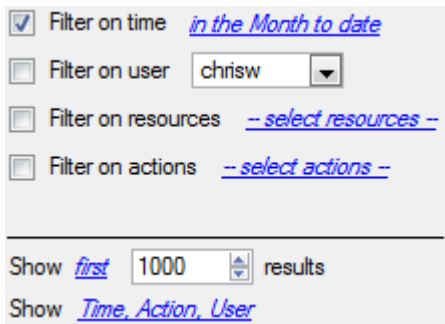 Filter on time in the Month to date
Filter on user chrisw
Filter on resources -- select resources --
Filter on actions -- select actions --
Show first 1000 results
Show Time, Action, User